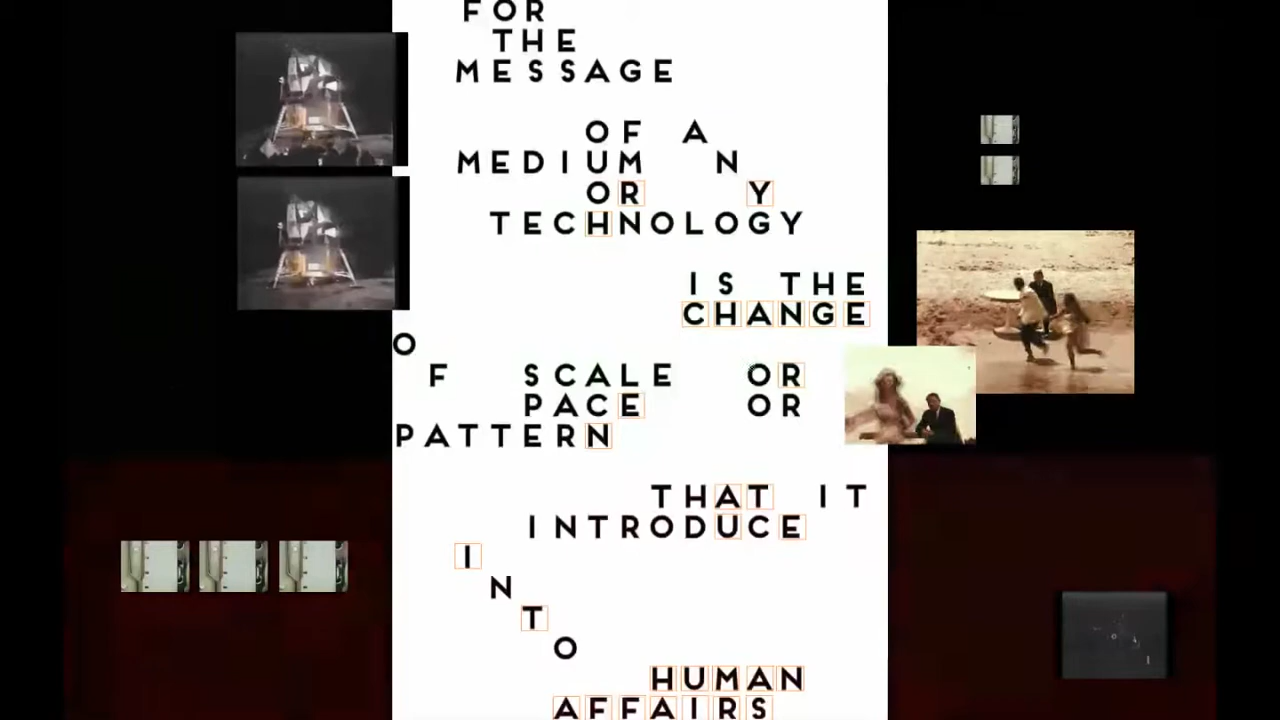 FOR
THE
MESSAGE
OF A
MEDIUM N
OR Y
TECHNOLOGY
IS THE
CHANGE
O
F SCALE OR
PACE OR
PATTERN
THAT IT
INTRODUCE
I
N
T
O
HUMAN
AFFAIRS